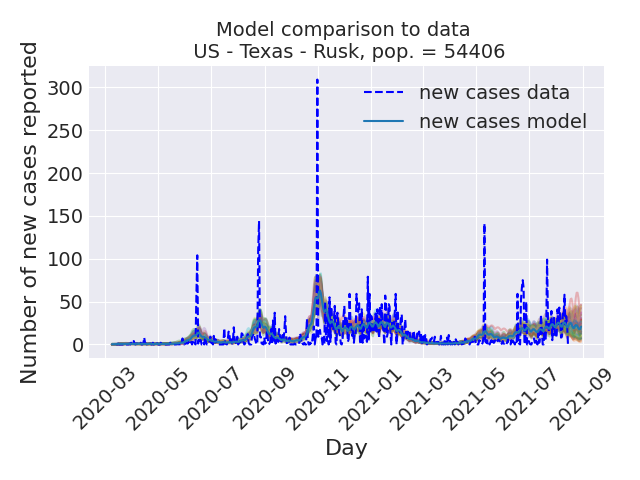 Model comparison to data
US - Texas - Rusk, pop. = 54406
Number of new cases reported
300
250
200
150
100
50
0
new cases data
new cases model
2020-03
2020-05
2020-07
2020-09
2020-11
2021-01
2021-03
2021-05
2021-07
2021-09
Day